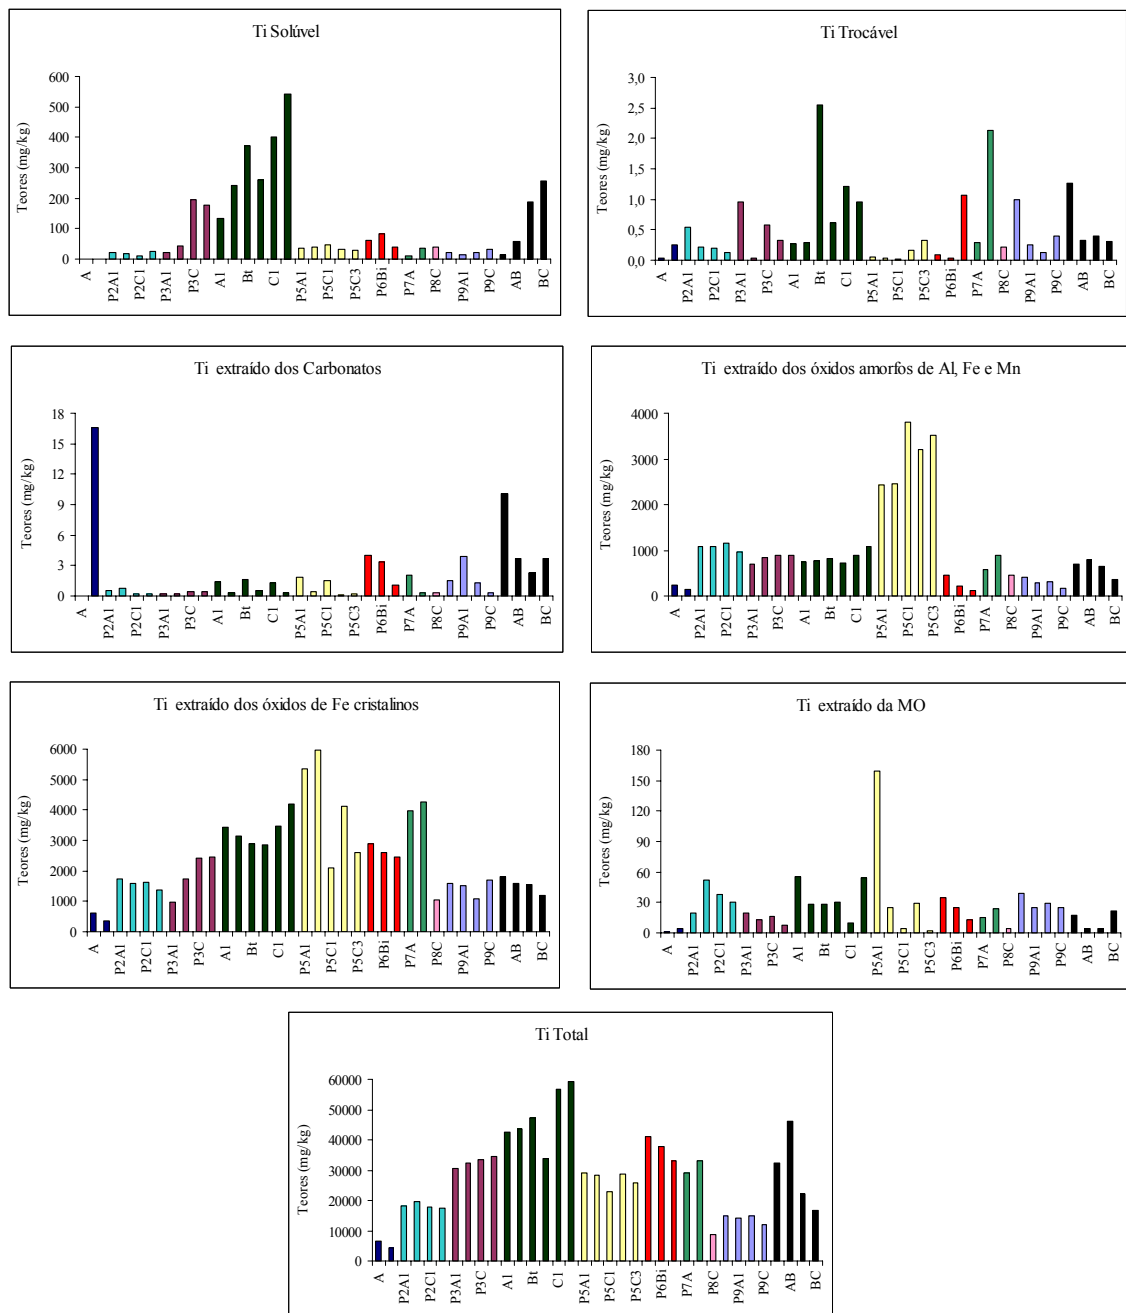 Ti Solúvel
Teores (mg/kg)
600
500
400
300
200
100
0
A
P2A1
P2C1
P3A1
P3C
A1
Bt
C1
P5A1
P5C1
P5C3
P6Bi
P7A
P8C
P9A1
P9C
AB
BC
Ti Trocável
Teores (mg/kg)
3,0
2,5
2,0
1,5
1,0
0,5
0,0
A
P2A1
P2C1
P3A1
P3C
A1
Bt
C1
P5A1
P5C1
P5C3
P6Bi
P7A
P8C
P9A1
P9C
AB
BC
Ti extraído dos Carbonatos
Teores (mg/kg)
18
15
12
9
6
3
0
A
P2A1
P2C1
P3A1
P3C
A1
Bt
C1
P5A1
P5C1
P5C3
P6Bi
P7A
P8C
P9A1
P9C
AB
BC
Ti extraído dos óxidos amorfos de Al, Fe e Mn
Teores (mg/kg)
4000
3000
2000
1000
0
A
P2A1
P2C1
P3A1
P3C
A1
Bt
C1
P5A1
P5C1
P5C3
P6Bi
P7A
P8C
P9A1
P9C
AB
BC
Ti extraído dos óxidos de Fe cristalinos
Teores (mg/kg)
6000
5000
4000
3000
2000
1000
0
A
P2A1
P2C1
P3A1
P3C
A1
Bt
C1
P5A1
P5C1
P5C3
P6Bi
P7A
P8C
P9A1
P9C
AB
BC
Ti extraído da MO
Teores (mg/kg)
180
150
120
90
60
30
0
A
P2A1
P2C1
P3A1
P3C
A1
Bt
C1
P5A1
P5C1
P5C3
P6Bi
P7A
P8C
P9A1
P9C
AB
BC
Ti Total
Teores (mg/kg)
60000
50000
40000
30000
20000
10000
0
A
P2A1
P2C1
P3A1
P3C
A1
Bt
C1
P5A1
P5C1
P5C3
P6Bi
P7A
P8C
P9A1
P9C
AB
BC